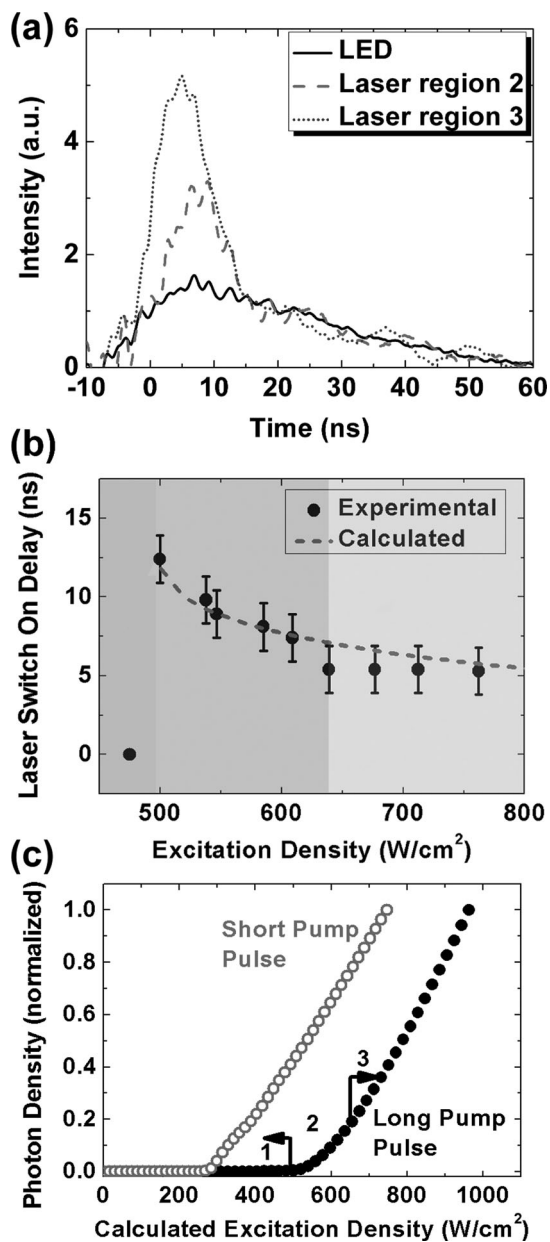 (a)
6
4
2
0
Intensity (a.u.)
LED
Laser region 2
Laser region 3
-10 0 10 20 30 40 50 60
Time (ns)
(b)
15
10
5
0
Laser Switch On Delay (ns)
Experimental
Calculated
500 600 700 800
Excitation Density (W/cm²)
(c)
1.0
0.8
0.6
0.4
0.2
0.0
Photon Density (normalized)
Short Pump
Pulse
1
2
3
Long Pump
Pulse
0 200 400 600 800 1000
Calculated Excitation Density (W/cm²)